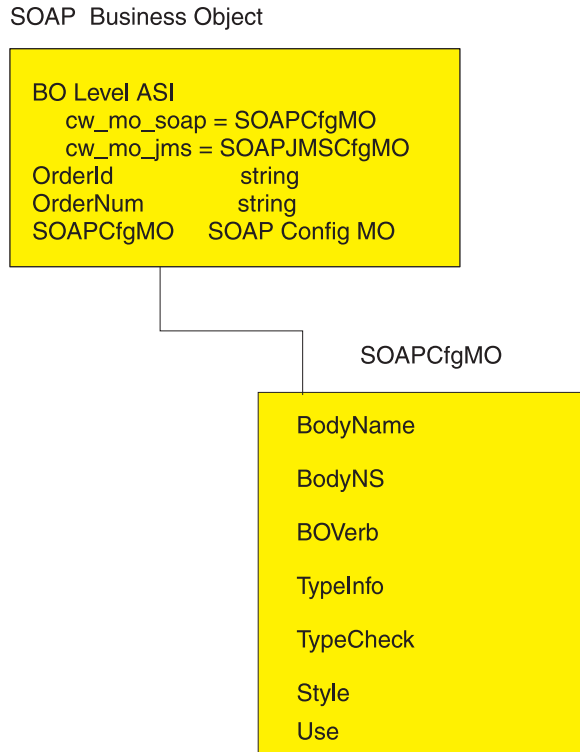 SOAP Business Object
BO Level ASI
cw_mo_soap = SOAPCfgMO
cw_mo_jms = SOAPJMSCfgMO
OrderId string
OrderNum string
SOAPCfgMO SOAP Config MO
SOAPCfgMO
BodyName
BodyNS
BOVerb
TypeInfo
TypeCheck
Style
Use